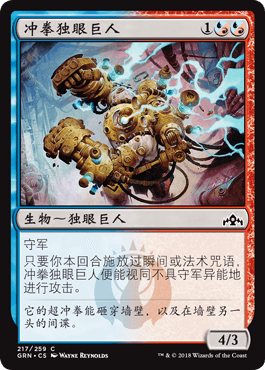 冲拳独眼巨人
1
生物～独眼巨人
守军
只要你本回合施放过瞬间或法术咒语，
冲拳独眼巨人便能视同不具守军异能地
进行攻击。
它的超冲拳能砸穿墙壁，以及在墙壁另一
头的间谍。
4/3
217/259 C
GRN • CS WAYNE REYNOLDS
™ & © 2018 Wizards of the Coast